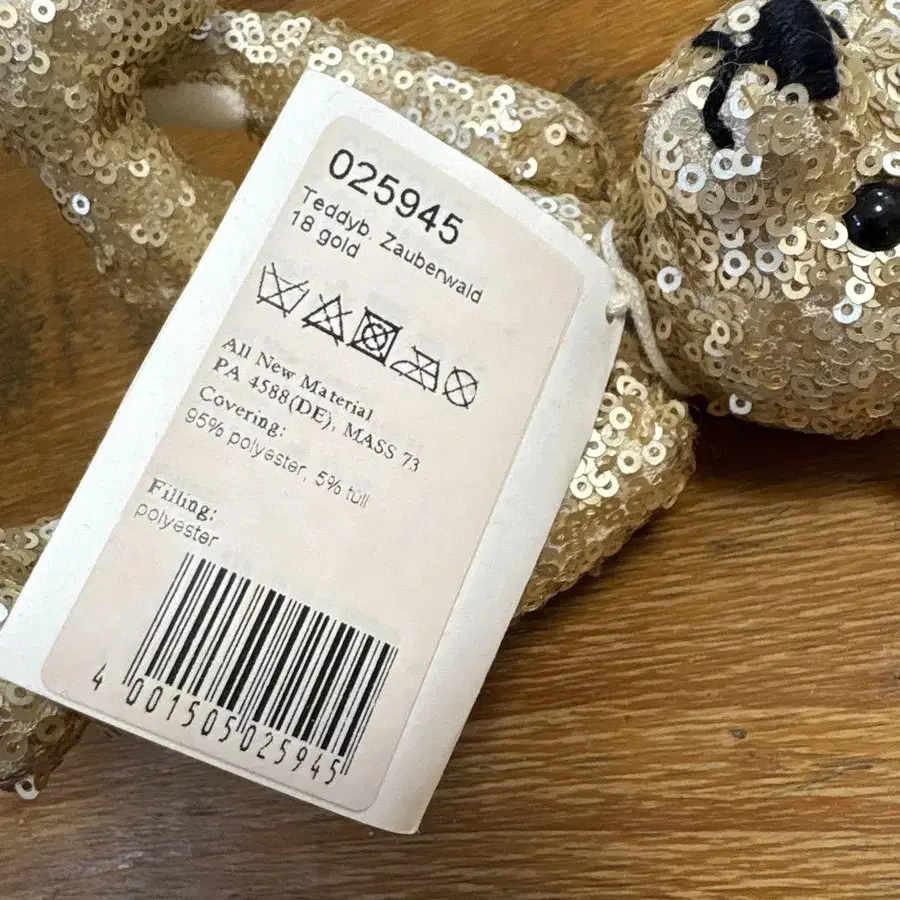 025945
Teddyb. Zauberwald
18 gold
All New Material
PA 4588(DE), MASS 73
Covering:
95% polyester, 5% tüll
Filling:
polyester
4 001505 025945